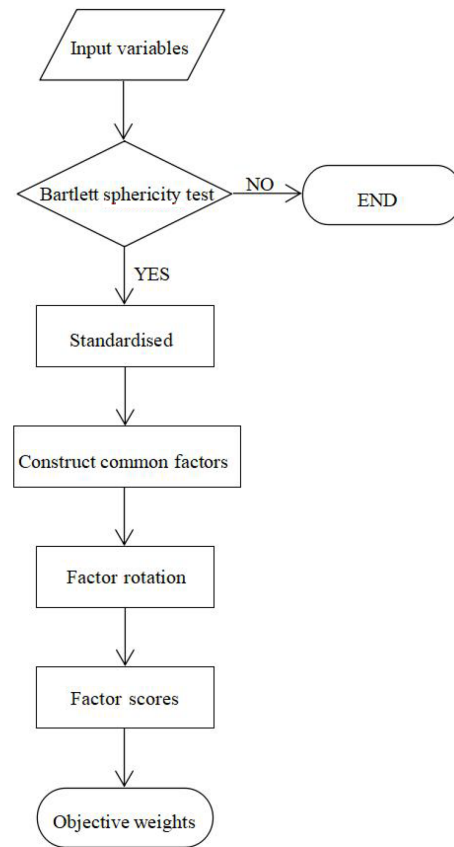 Input variables
Bartlett sphericity test
NO
END
YES
Standardised
Construct common factors
Factor rotation
Factor scores
Objective weights